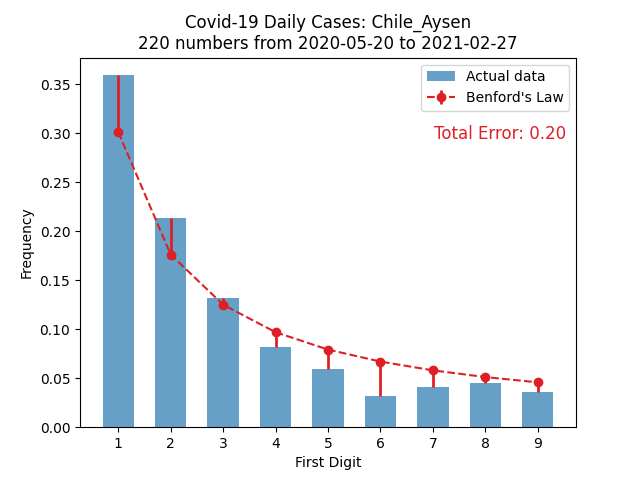 Covid-19 Daily Cases: Chile_Aysen
220 numbers from 2020-05-20 to 2021-02-27
Actual data
Benford's Law
Total Error: 0.20
Frequency
0.35
0.30
0.25
0.20
0.15
0.10
0.05
0.00
1 2 3 4 5 6 7 8 9
First Digit